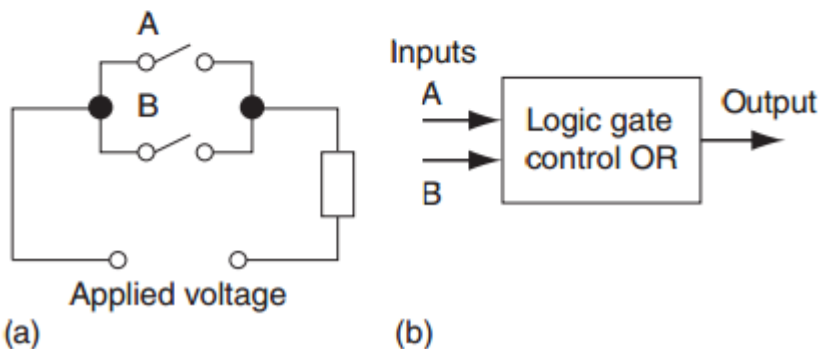 A
B
Applied voltage
(a)
Inputs
A
B
Logic gate
control OR
Output
(b)